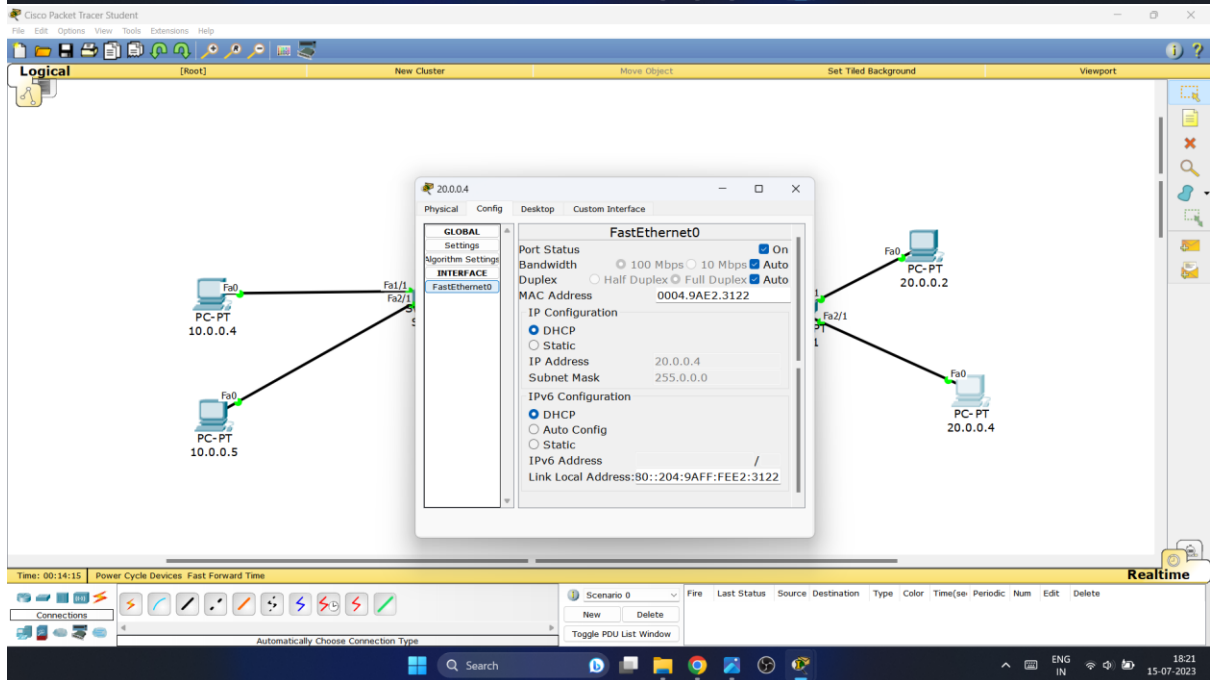 Cisco Packet Tracer Student
File Edit Options View Tools Extensions Help
Logical [Root] New Cluster Move Object Set Tiled Background Viewport
20.0.0.4
Physical Config Desktop Custom Interface
GLOBAL
Settings
Algorithm Settings
INTERFACE
FastEthernet0
FastEthernet0
Port Status On
Bandwidth 100 Mbps 10 Mbps Auto
Duplex Half Duplex Full Duplex Auto
MAC Address 0004.9AE2.3122
IP Configuration
DHCP
Static
IP Address 20.0.0.4
Subnet Mask 255.0.0.0
IPv6 Configuration
DHCP
Auto Config
Static
IPv6 Address /
Link Local Address:80::204:9AFF:FEE2:3122
Fa0
PC-PT
10.0.0.4
Fa1/1
Fa2/1
Fa0
PC-PT
10.0.0.5
Fa0
PC-PT
20.0.0.2
Fa2/1
PT
1
Fa0
PC-PT
20.0.0.4
Time: 00:14:15 Power Cycle Devices Fast Forward Time Realtime
Connections
Automatically Choose Connection Type
Scenario 0
New Delete
Toggle PDU List Window
Fire Last Status Source Destination Type Color Time(se Periodic Num Edit Delete
Search
ENG
IN
18:21
15-07-2023